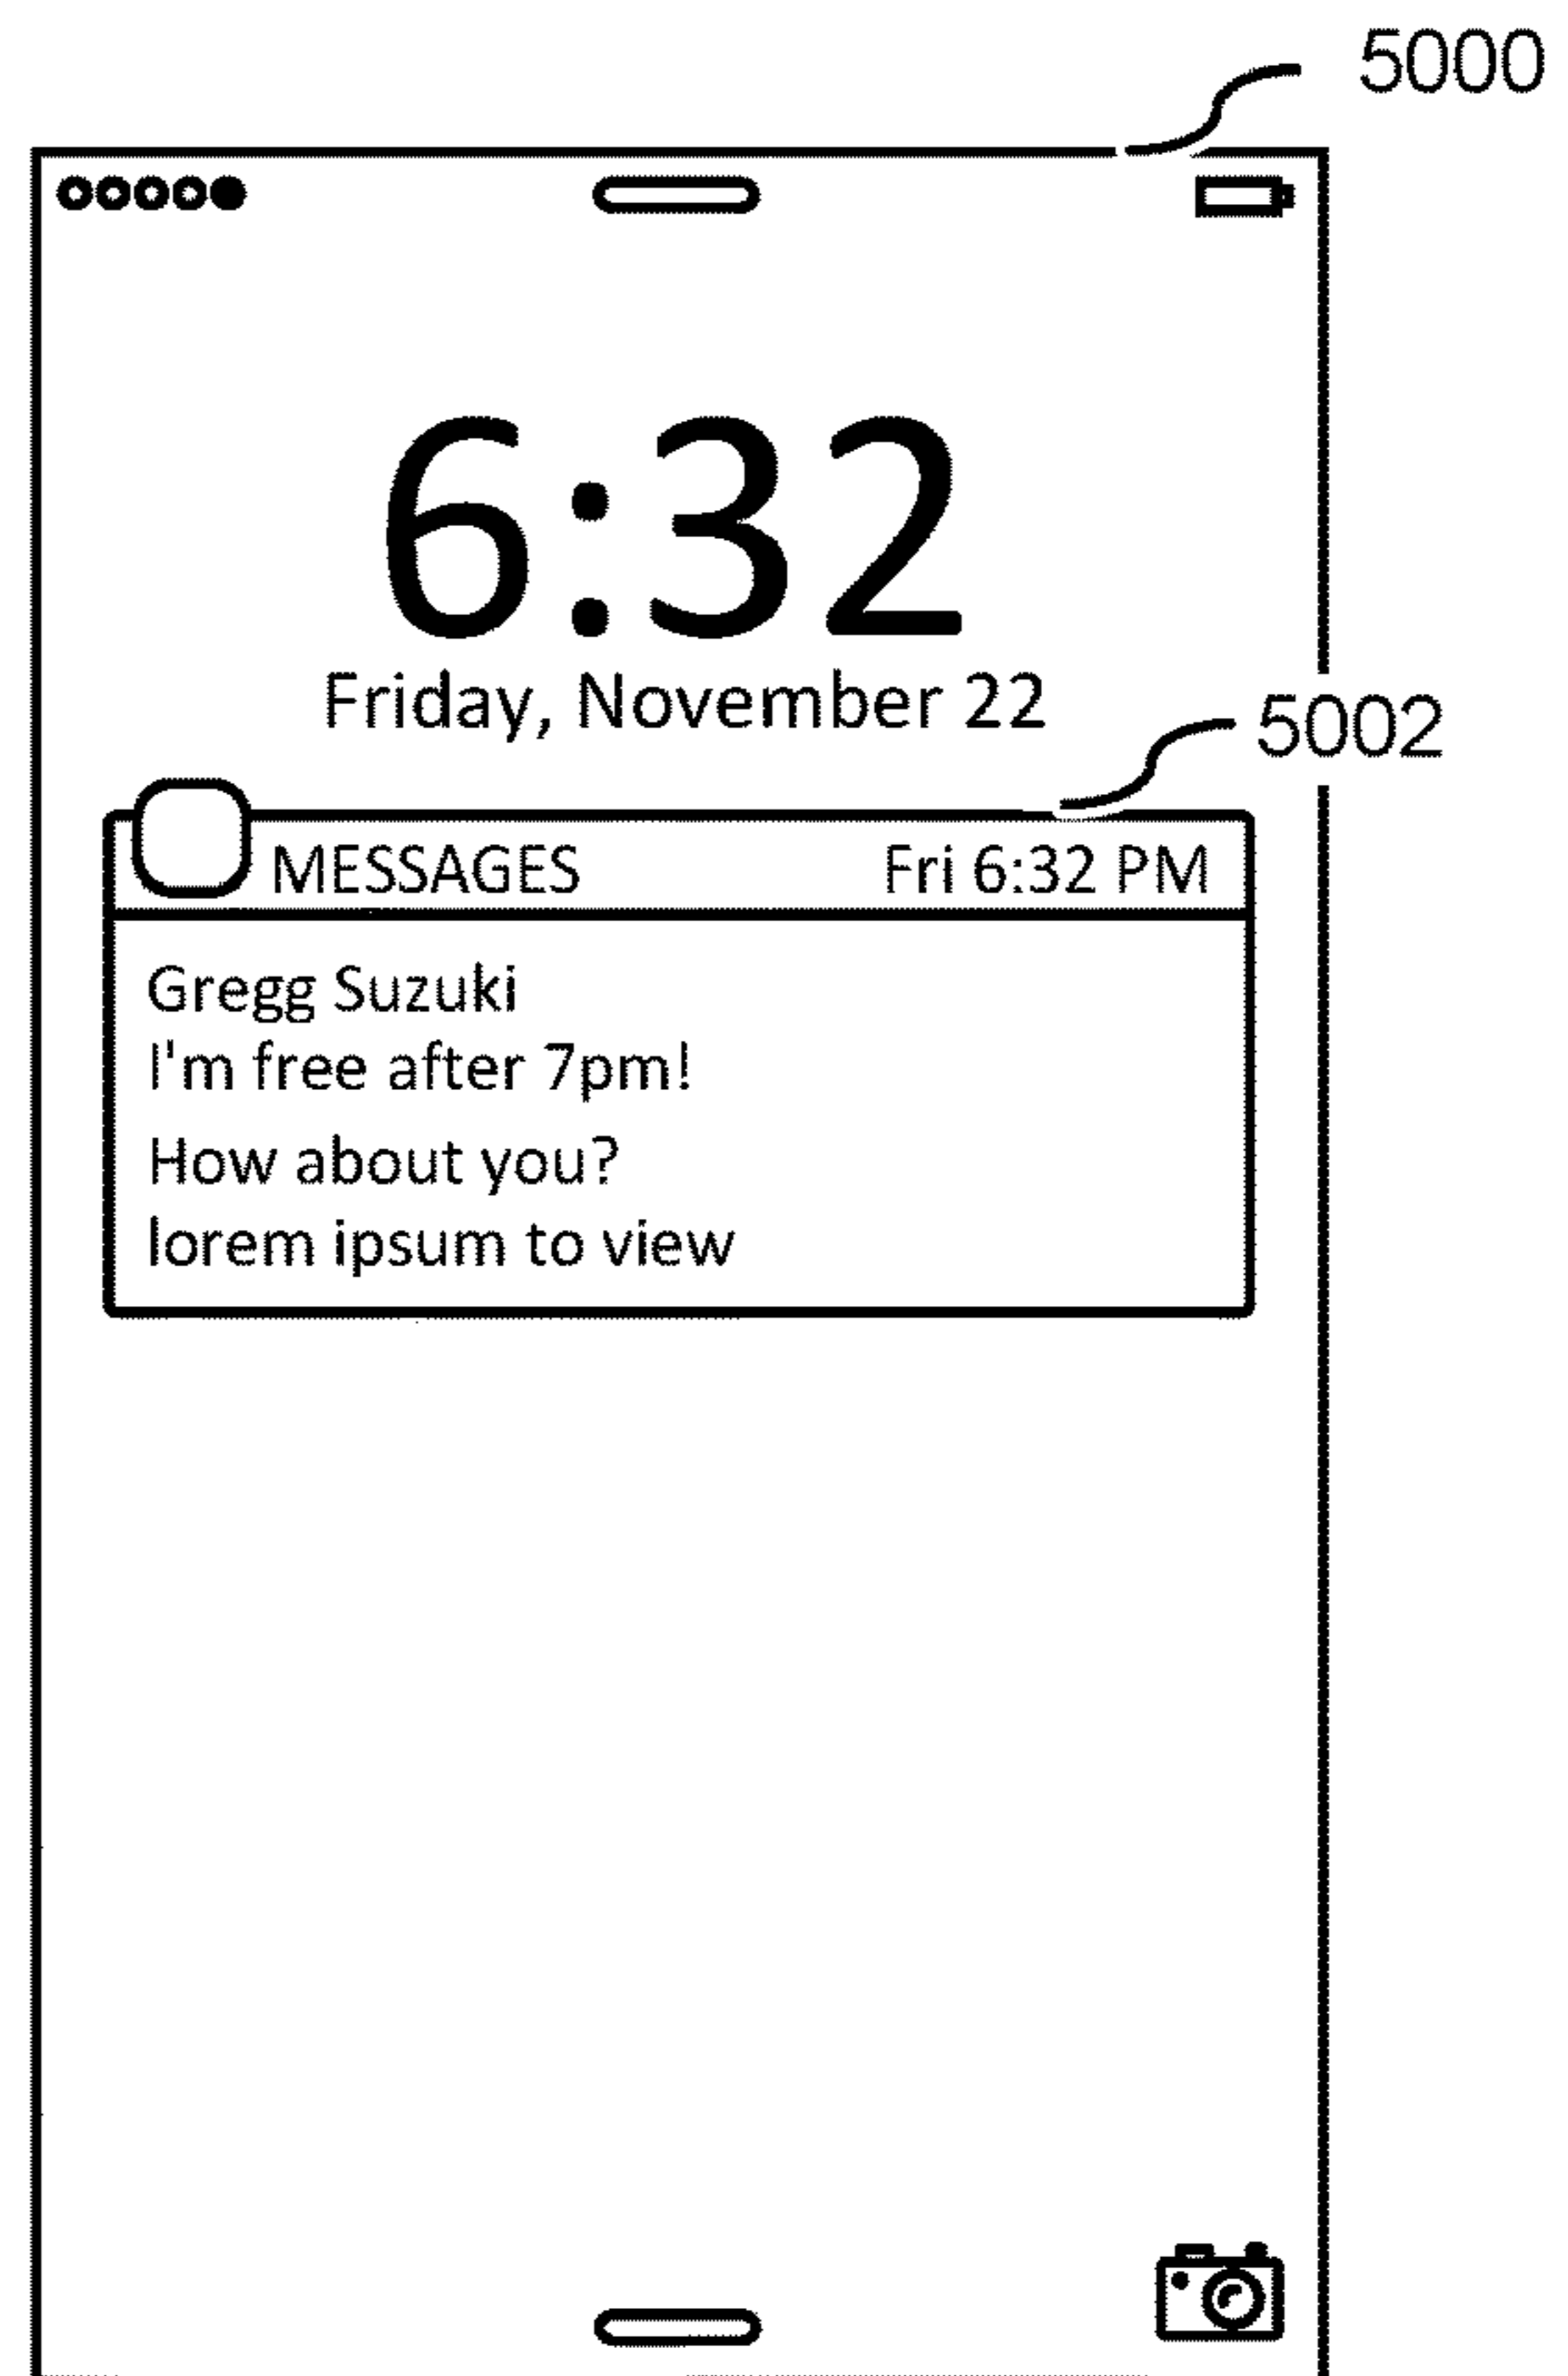 5000
6:32
Friday, November 22
5002
MESSAGES Fri 6:32 PM
Gregg Suzuki
I'm free after 7pm!
How about you?
lorem ipsum to view